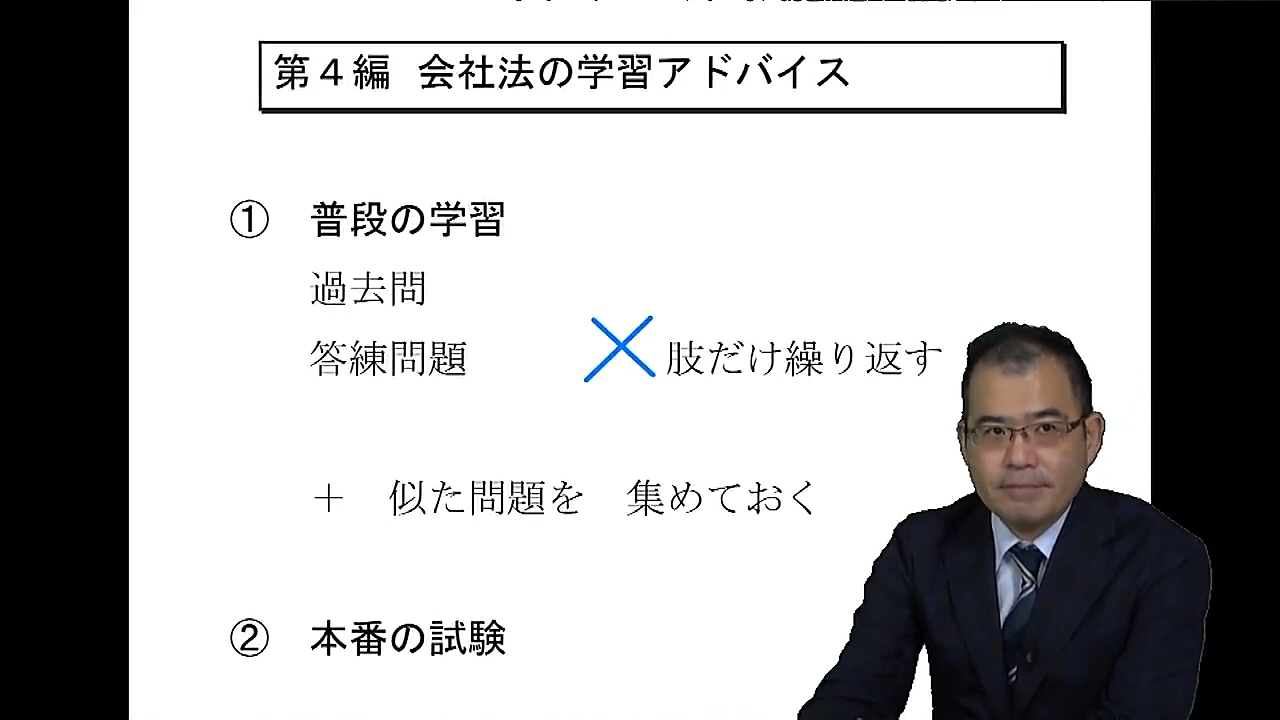 第４編　会社法の学習アドバイス
①　普段の学習
過去問
答練問題　　　肢だけ繰り返す
＋　似た問題を　集めておく
②　本番の試験